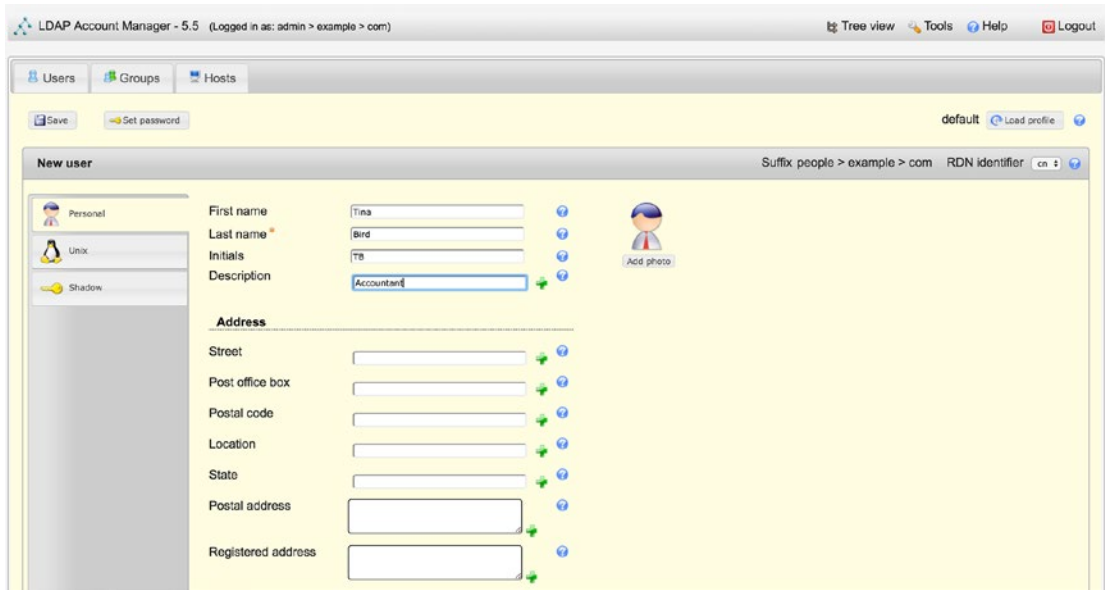 LDAP Account Manager - 5.5 (Logged in as: admin > example > com) Tree view Tools Help Logout
Users Groups Hosts
Save Set password default Load profile
New user Suffix people > example > com RDN identifier cn
Personal
Unix
Shadow
First name Tina
Last name* Bird
Initials TB
Description Accountant
Add photo
Address
Street
Post office box
Postal code
Location
State
Postal address
Registered address